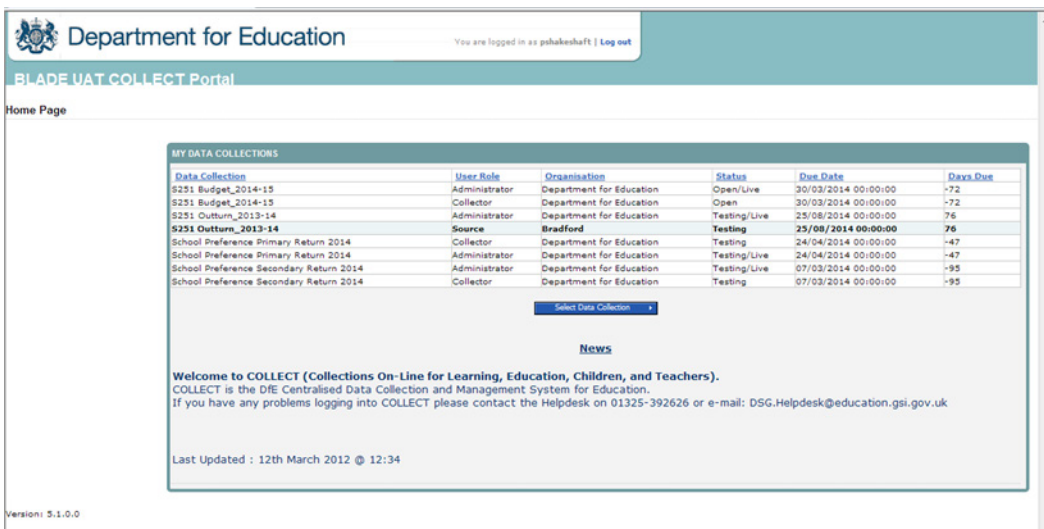 Department for Education
You are logged in as pshakeshaft | Log out
BLADE UAT COLLECT Portal
Home Page
MY DATA COLLECTIONS
Data Collection User Role Organisation Status Due Date Days Due
S251 Budget_2014-15 Administrator Department for Education Open/Live 30/03/2014 00:00:00 -72
S251 Budget_2014-15 Collector Department for Education Open 30/03/2014 00:00:00 -72
S251 Outturn_2013-14 Administrator Department for Education Testing/Live 25/08/2014 00:00:00 76
S251 Outturn_2013-14 Source Bradford Testing 25/08/2014 00:00:00 76
School Preference Primary Return 2014 Collector Department for Education Testing 24/04/2014 00:00:00 -47
School Preference Primary Return 2014 Administrator Department for Education Testing/Live 24/04/2014 00:00:00 -47
School Preference Secondary Return 2014 Administrator Department for Education Testing/Live 07/03/2014 00:00:00 -95
School Preference Secondary Return 2014 Collector Department for Education Testing 07/03/2014 00:00:00 -95
Select Data Collection
News
Welcome to COLLECT (Collections On-Line for Learning, Education, Children, and Teachers).
COLLECT is the DfE Centralised Data Collection and Management System for Education.
If you have any problems logging into COLLECT please contact the Helpdesk on 01325-392626 or e-mail: DSG.Helpdesk@education.gsi.gov.uk
Last Updated : 12th March 2012 @ 12:34
Version: 5.1.0.0